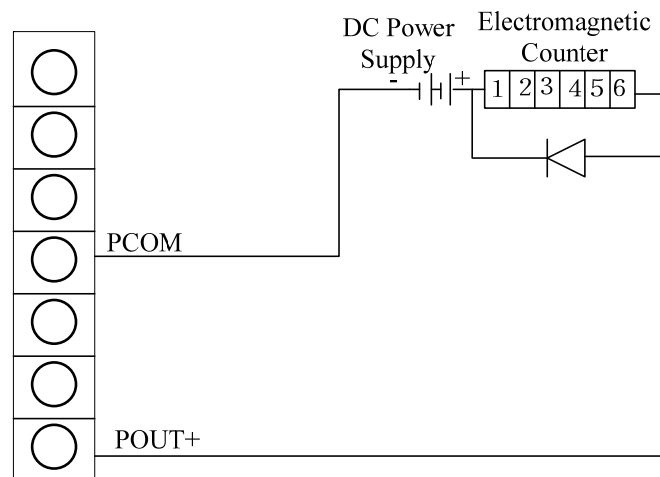 DC Power
Supply
Electromagnetic
Counter
- +
1 2 3 4 5 6
PCOM
POUT+